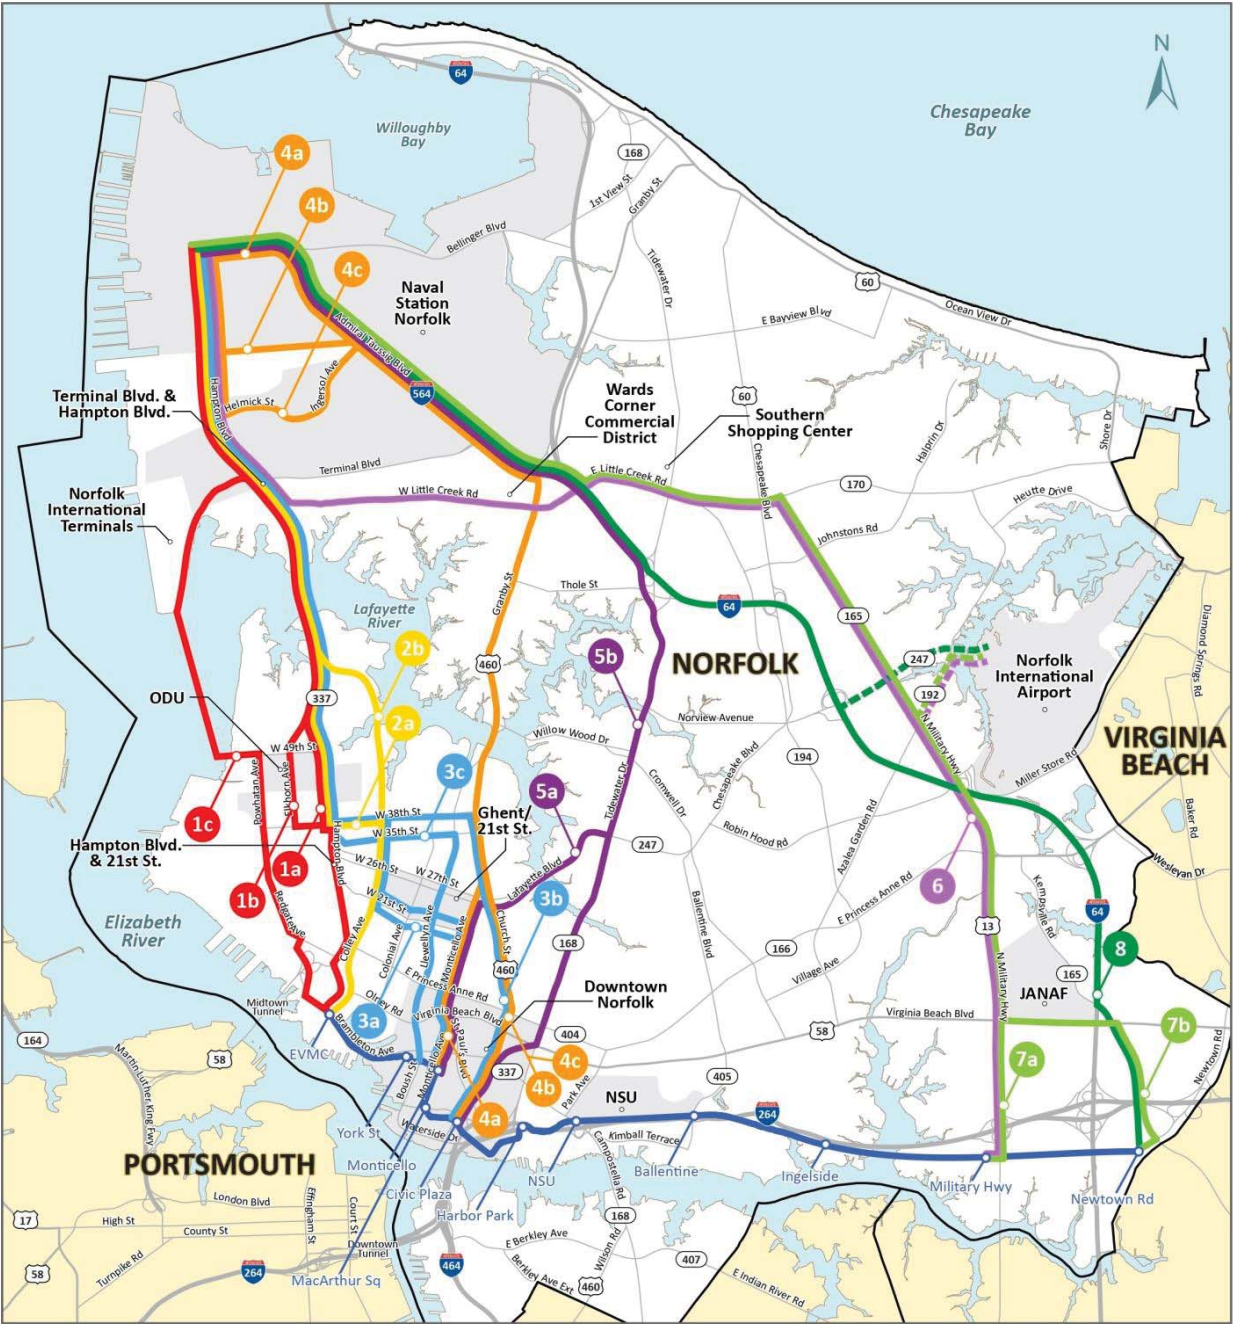 N
64
Chesapeake
Bay
Willoughby
Bay
4a
168
4b
1st View St
Granby St
Bellinger Blvd
4c
Tidewater Dr
60
Naval
Station
Norfolk
Ocean View Dr
E Bayview Blvd
Admiral Taussig Blvd
Ingersol Ave
Hampton Blvd
Helmick St
564
60
Terminal Blvd. &
Hampton Blvd.
Wards
Corner
Commercial
District
Southern
Shopping Center
Shore Dr
Halprin Dr
Chesapeake Blvd
Terminal Blvd
E Little Creek Rd
W Little Creek Rd
170
Heutte Drive
Norfolk
International
Terminals
Johnstons Rd
Thole St
Granby St
64
165
Lafayette
River
Diamond Springs Rd
2b
5b
NORFOLK
247
Norfolk
International
Airport
460
ODU
337
192
2a
Norview Avenue
Willow Wood Dr
N Military Hwy
VIRGINIA
BEACH
W 49th St
194
Miller Store Rd
Chesapeake Blvd
3c
Cromwell Dr
Tidewater Dr
5a
Powhatan Ave
Elkhorn Ave
Baker Rd
1c
W 38th St
Ghent/
21st St.
Azalea Garden Rd
Robin Hood Rd
W 35th St
247
Hampton Blvd.
& 21st St.
Hampton Blvd
1a
W 26th St
W 27th St
Lafayette Blvd
Wesleyan Dr
1b
W 21st St
3b
6
E Princess Anne Rd
Kempsville Rd
Redgate Ave
Ballentine Blvd
64
Elizabeth
River
Colley Ave
Colonial Ave
Llewellyn Ave
Monticello Ave
Church St
13
168
166
8
E Princess Anne Rd
460
Village Ave
N Military Hwy
165
Downtown
Norfolk
JANAF
Midtown
Tunnel
Olney Rd
3a
Virginia Beach Blvd
404
58
Virginia Beach Blvd
7b
164
Martin Luther King Fwy
58
EVMC
Brambleton Ave
St Paul's Blvd
4c
7a
Newtown Rd
Boush St
Monticello Ave
337
4b
Park Ave
405
NSU
264
4a
Waterside Dr
York St
Kimball Terrace
Campostella Rd
PORTSMOUTH
Monticello
Civic Plaza
Harbor Park
NSU
Ballentine
Ingelside
Military Hwy
Newtown Rd
London Blvd
Effingham St
Court St
17
High St
County St
168
E Berkley Ave
Wilson Rd
Downtown
Tunnel
Turnpike Rd
58
264
MacArthur Sq
464
Berkley Ave Ext
460
407
E Indian River Rd